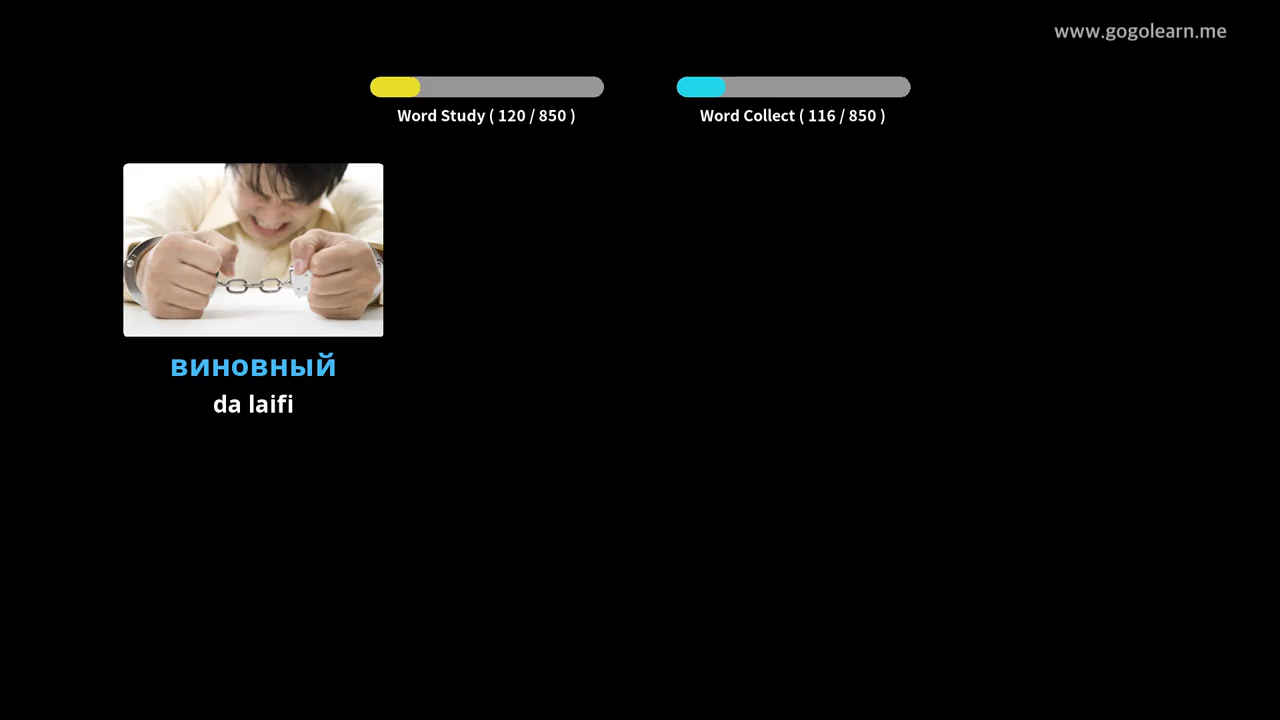 www.gogolearn.me
Word Study ( 120 / 850 )
Word Collect ( 116 / 850 )
виновный
da laifi